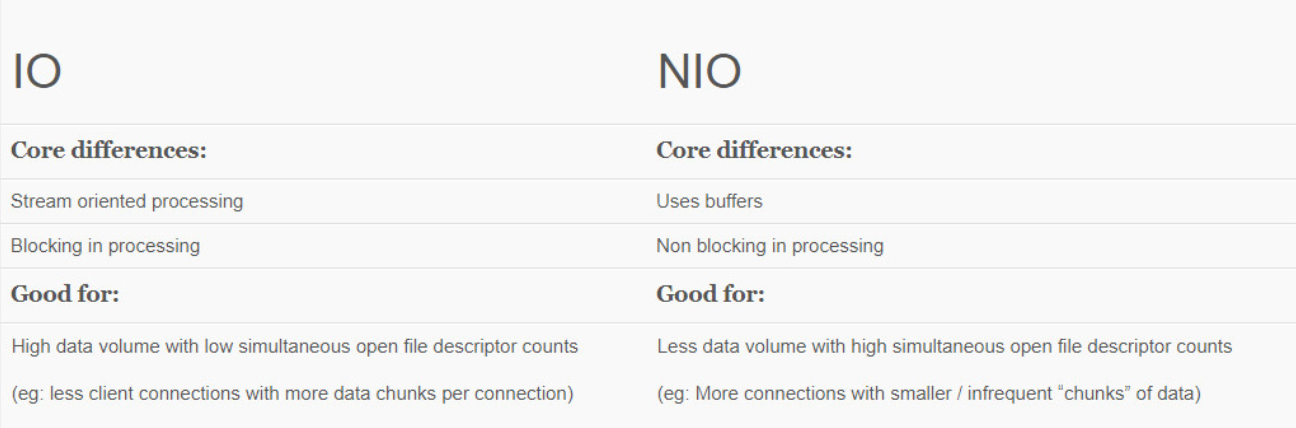 IO
NIO
Core differences:
Core differences:
Stream oriented processing
Uses buffers
Blocking in processing
Non blocking in processing
Good for:
Good for:
High data volume with low simultaneous open file descriptor counts
Less data volume with high simultaneous open file descriptor counts
(eg: less client connections with more data chunks per connection)
(eg: More connections with smaller / infrequent “chunks” of data)